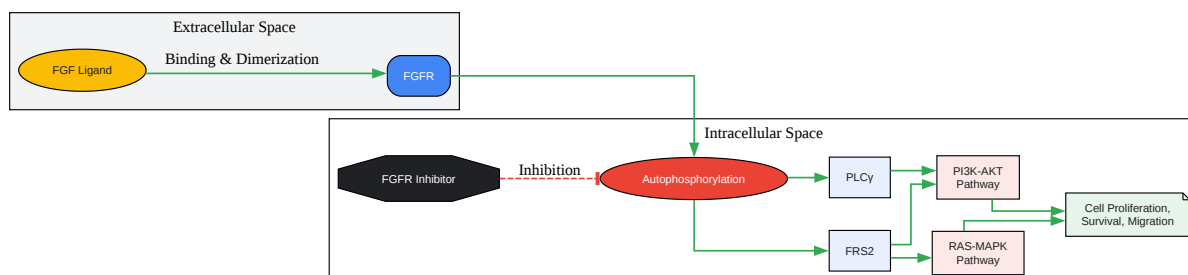 Extracellular Space
Binding & Dimerization
FGF Ligand
FGFR
Intracellular Space
FGFR Inhibitor
Inhibition
Autophosphorylation
PLCγ
PI3K-AKT
Pathway
FRS2
RAS-MAPK
Pathway
Cell Proliferation,
Survival, Migration